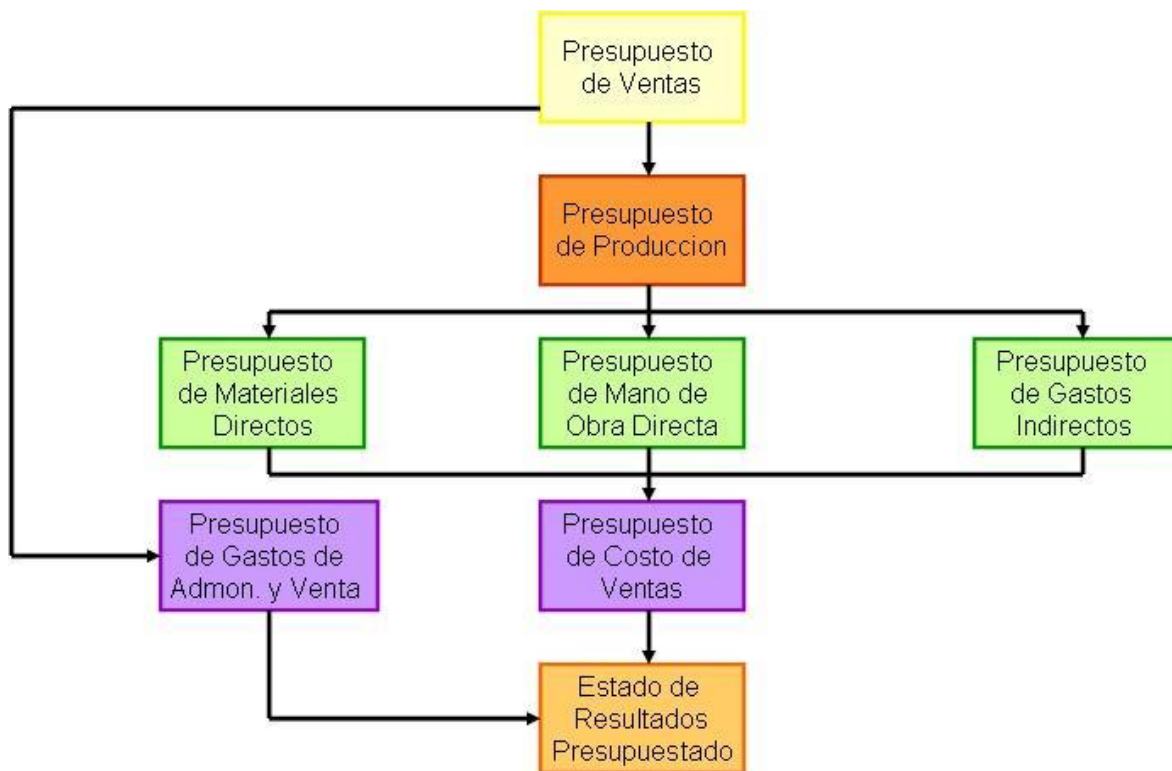 Presupuesto
de Ventas
Presupuesto
de Produccion
Presupuesto
de Materiales
Directos
Presupuesto
de Mano de
Obra Directa
Presupuesto
de Gastos
Indirectos
Presupuesto
de Gastos de
Admon. y Venta
Presupuesto
de Costo de
Ventas
Estado de
Resultados
Presupuestado